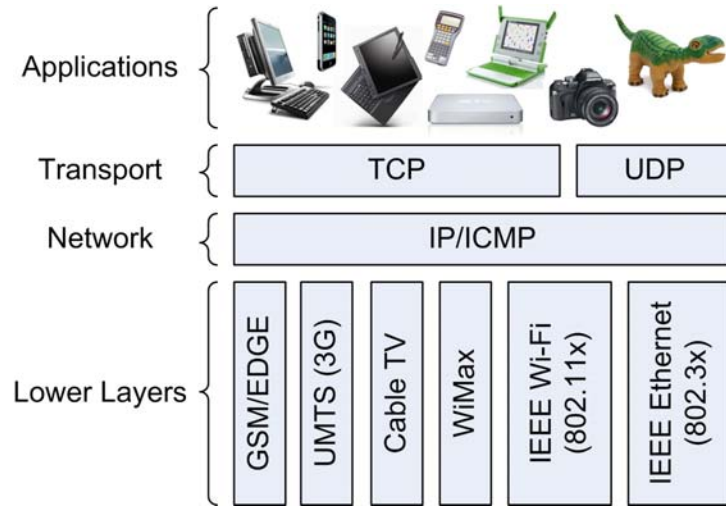 Applications
Transport
TCP
UDP
Network
IP/ICMP
Lower Layers
GSM/EDGE
UMTS (3G)
Cable TV
WiMax
IEEE Wi-Fi
(802.11x)
IEEE Ethernet
(802.3x)